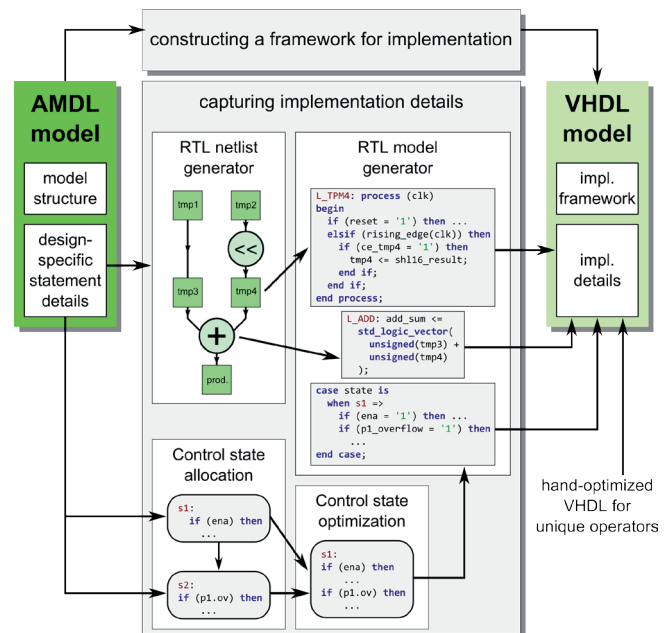 constructing a framework for implementation
AMDL
model
model
structure
design-
specific
statement
details
capturing implementation details
RTL netlist
generator
tmp1
tmp2
<<
tmp3
tmp4
+
prod.
RTL model
generator
L_TPM4: process (clk)
begin
if (reset = '1') then ...
elsif (rising_edge(clk)) then
if (ce_tmp4 = '1') then
tmp4 <= shl16_result;
end if;
end if;
end process;
L_ADD: add_sum <=
std_logic_vector(
unsigned(tmp3) +
unsigned(tmp4)
);
case state is
when s1 =>
if (ena = '1') then ...
if (p1_overflow = '1') then
...
end case;
Control state
allocation
s1:
if (ena) then
...
s2:
if (p1.ov) then
...
Control state
optimization
s1:
if (ena) then
...
if (p1.ov) then
...
VHDL
model
impl.
framework
impl.
details
hand-optimized
VHDL for
unique operators